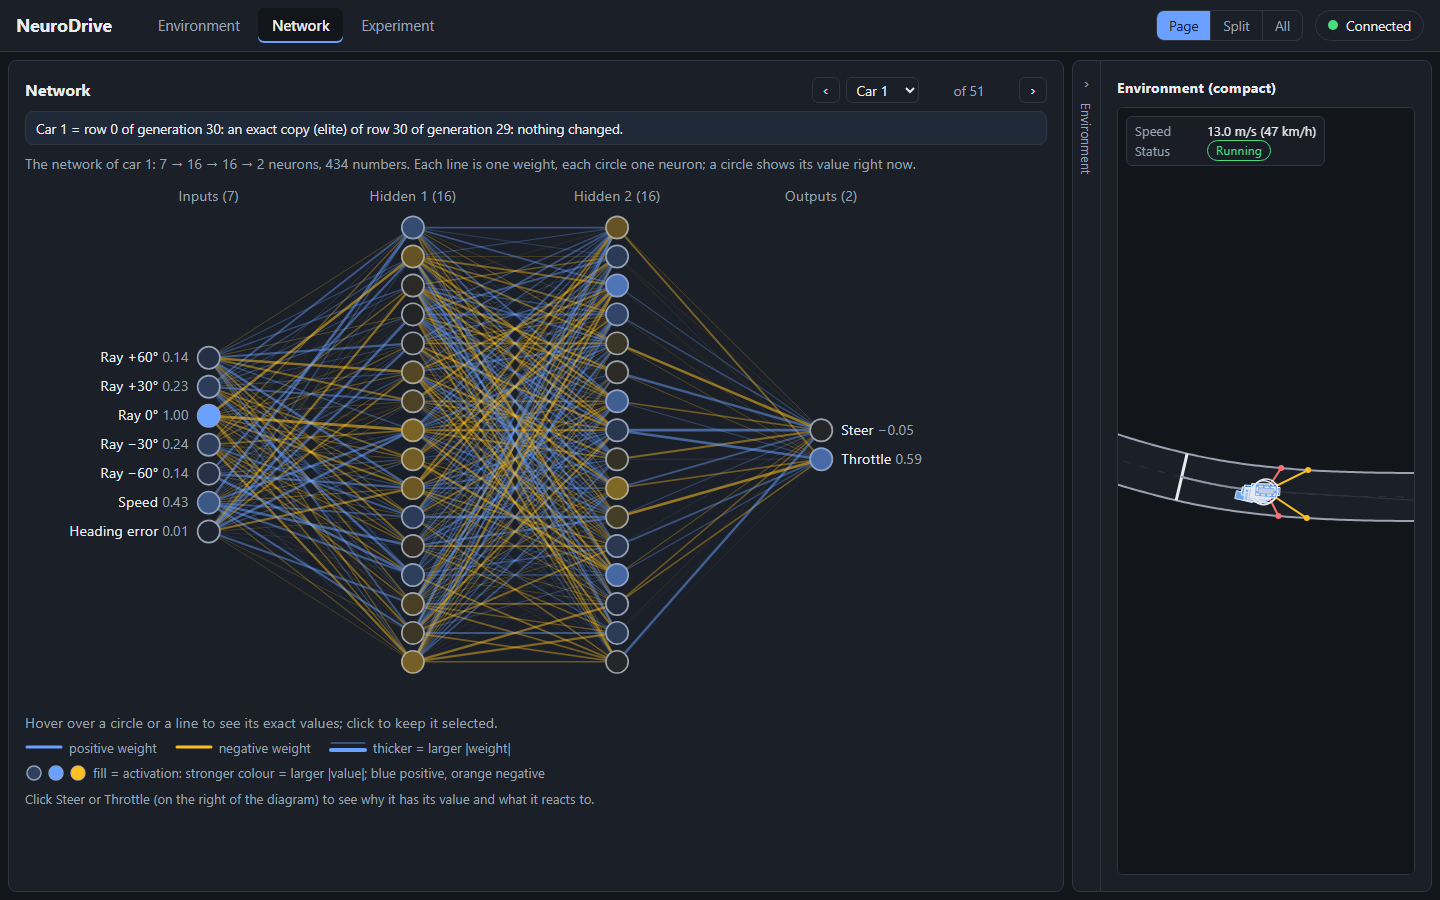 NeuroDrive Environment Network Experiment Page Split All Connected
Network ‹ Car 1 of 51 ›
Car 1 = row 0 of generation 30: an exact copy (elite) of row 30 of generation 29: nothing changed.
The network of car 1: 7 → 16 → 16 → 2 neurons, 434 numbers. Each line is one weight, each circle one neuron; a circle shows its value right now.
Inputs (7) Hidden 1 (16) Hidden 2 (16) Outputs (2)
Ray +60° 0.14
Ray +30° 0.23
Ray 0° 1.00
Ray −30° 0.24
Ray −60° 0.14
Speed 0.43
Heading error 0.01
Steer −0.05
Throttle 0.59
Hover over a circle or a line to see its exact values; click to keep it selected.
positive weight negative weight thicker = larger |weight|
fill = activation: stronger colour = larger |value|; blue positive, orange negative
Click Steer or Throttle (on the right of the diagram) to see why it has its value and what it reacts to.
›
Environment
Environment (compact)
Speed 13.0 m/s (47 km/h)
Status Running